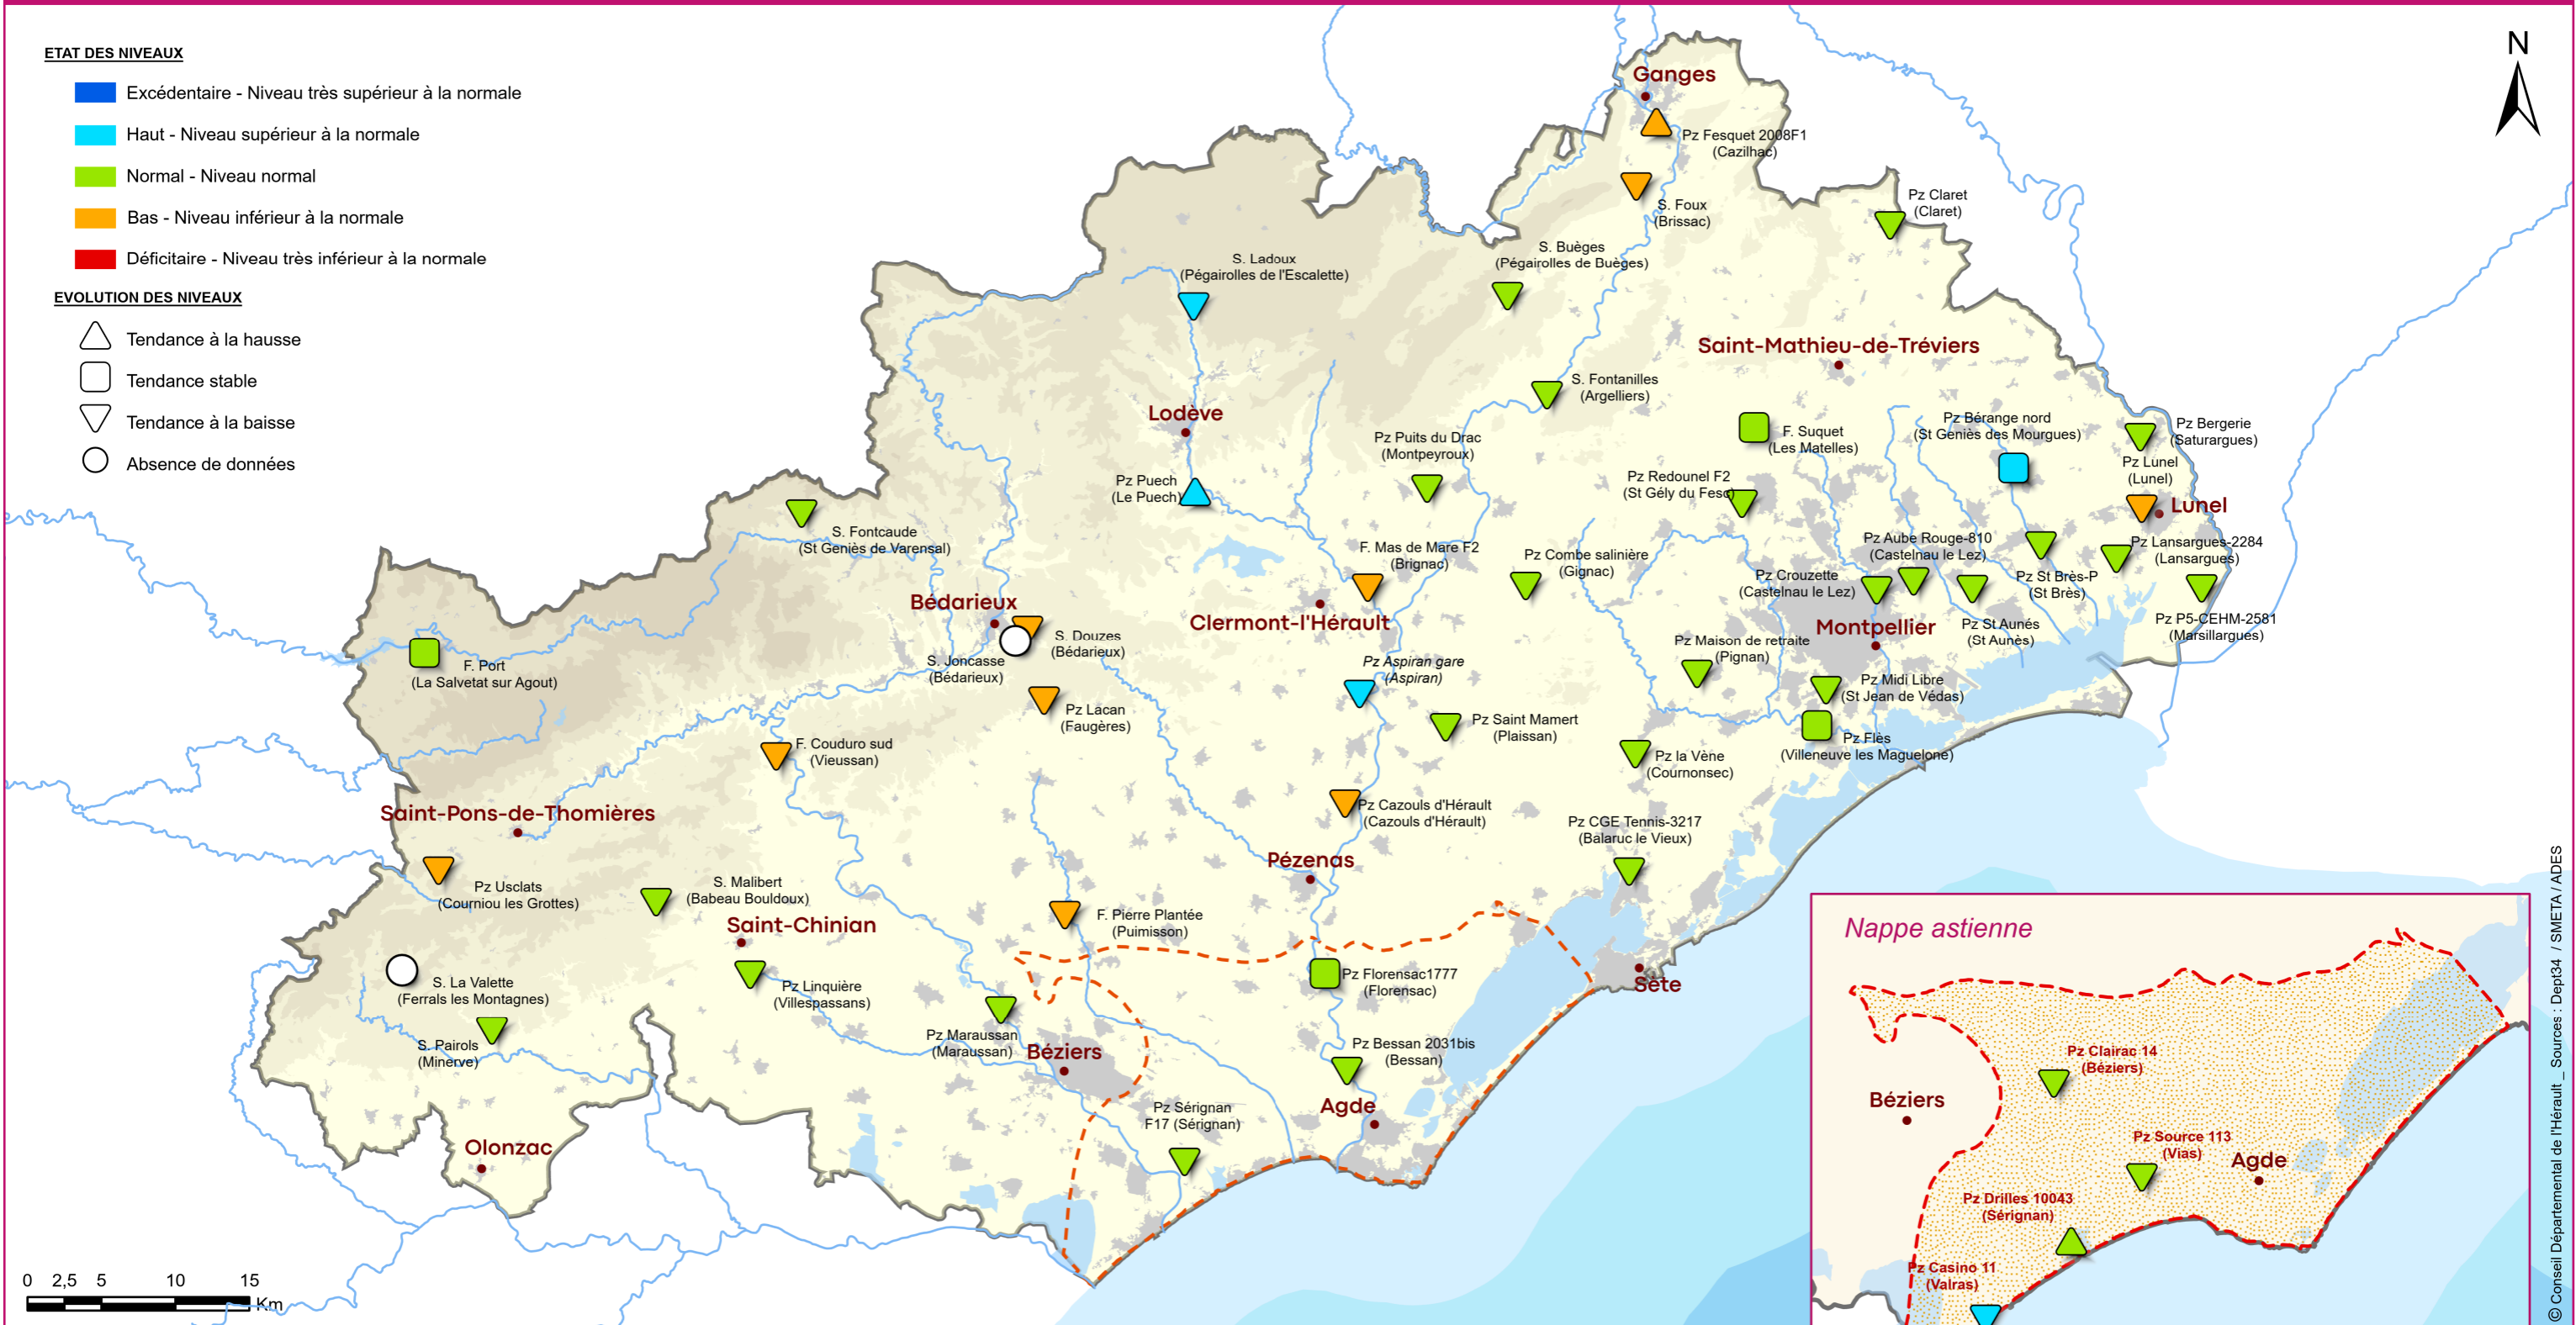 ETAT DES NIVEAUX
Excédentaire - Niveau très supérieur à la normale
Haut - Niveau supérieur à la normale
Normal - Niveau normal
Bas - Niveau inférieur à la normale
Déficitaire - Niveau très inférieur à la normale
EVOLUTION DES NIVEAUX
Tendance à la hausse
Tendance stable
Tendance à la baisse
Absence de données
N
Ganges
Pz Fesquet 2008F1
(Cazilhac)
S. Foux
(Brissac)
Pz Claret
(Claret)
S. Buèges
(Pégairolles de Buèges)
S. Ladoux
(Pégairolles de l'Escalette)
Saint-Mathieu-de-Tréviers
S. Fontanilles
(Argelliers)
Lodève
Pz Puits du Drac
(Montpeyroux)
F. Suquet
(Les Matelles)
Pz Bérange nord
(St Geniès des Mourgues)
Pz Bergerie
(Saturargues)
Pz Lunel
(Lunel)
Lunel
Pz Puech
(Le Puech)
Pz Redounel F2
(St Gély du Fesc)
S. Fontcaude
(St Geniès de Varensal)
F. Mas de Mare F2
(Brignac)
Pz Combe salinière
(Gignac)
Pz Aube Rouge-810
(Castelnau le Lez)
Pz Lansargues-2284
(Lansargues)
Pz Crouzette
(Castelnau le Lez)
Pz St Brès-P
(St Brès)
Bédarieux
Clermont-l'Hérault
Montpellier
Pz St Aunés
(St Aunès)
Pz P5-CEHM-2581
(Marsillargues)
S. Douzes
(Bédarieux)
S. Joncasse
(Bédarieux)
Pz Maison de retraite
(Pignan)
F. Port
(La Salvetat sur Agout)
Pz Aspiran gare
(Aspiran)
Pz Midi Libre
(St Jean de Védas)
Pz Lacan
(Faugères)
Pz Saint Mamert
(Plaissan)
Pz Flès
(Villeneuve les Maguelone)
F. Couduro sud
(Vieussan)
Pz la Vène
(Cournonsec)
Saint-Pons-de-Thomières
Pz Cazouls d'Hérault
(Cazouls d'Hérault)
Pz CGE Tennis-3217
(Balaruc le Vieux)
Pézenas
Pz Usclats
(Courniou les Grottes)
S. Malibert
(Babeau Bouldoux)
Saint-Chinian
F. Pierre Plantée
(Puimisson)
S. La Valette
(Ferrals les Montagnes)
Pz Linquière
(Villespassans)
Pz Florensac1777
(Florensac)
Sète
S. Pairols
(Minerve)
Pz Maraussan
(Maraussan)
Béziers
Pz Bessan 2031bis
(Bessan)
Agde
Pz Sérignan
F17 (Sérignan)
Olonzac
0 2,5 5 10 15
Km
Nappe astienne
Pz Clairac 14
(Béziers)
Béziers
Pz Source 113
(Vias)
Agde
Pz Drilles 10043
(Sérignan)
Pz Casino 11
(Valras)
© Conseil Départemental de l'Hérault _ Sources : Dept34 / SMETA / ADES